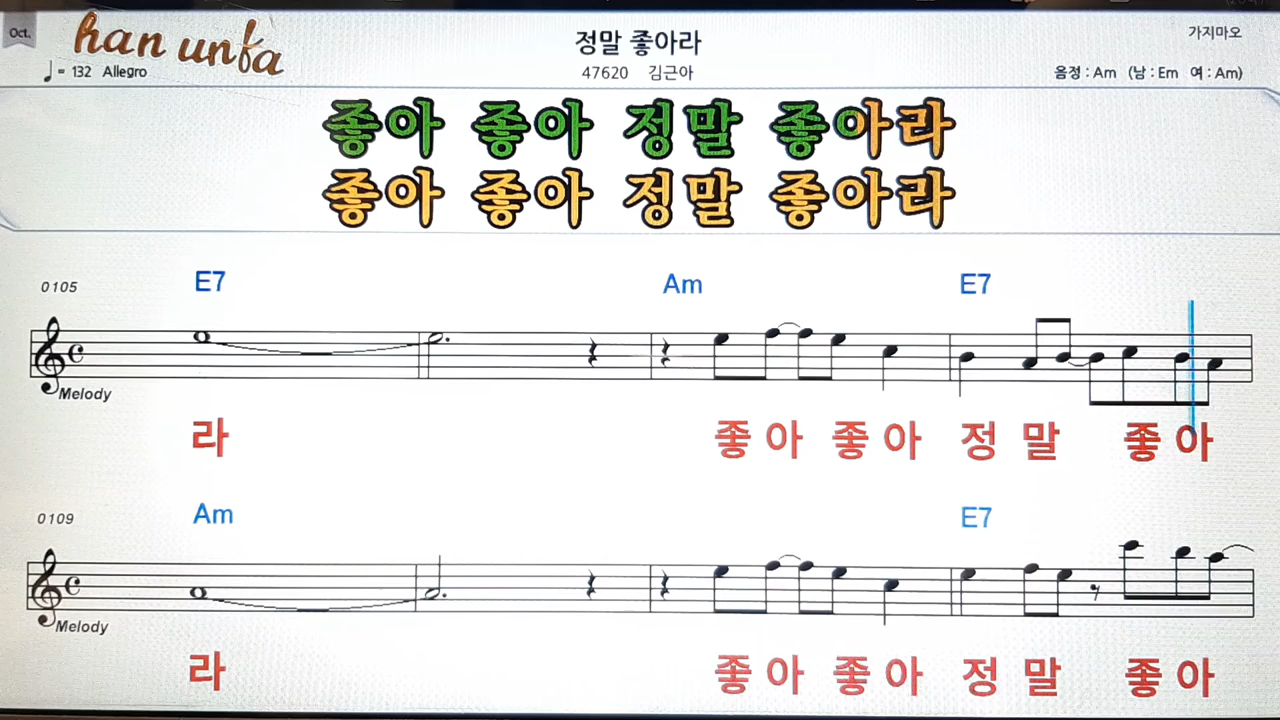 Oct.
han unfa
정말 좋아라
가지마오
♩= 132 Allegro
47620 김근아
음정 : Am (남 : Em 여 : Am)
좋아 좋아 정말 좋아라
좋아 좋아 정말 좋아라
0105 E7 Am E7
Melody
라 좋 아 좋 아 정 말 좋 아
0109 Am E7
Melody
라 좋 아 좋 아 정 말 좋 아